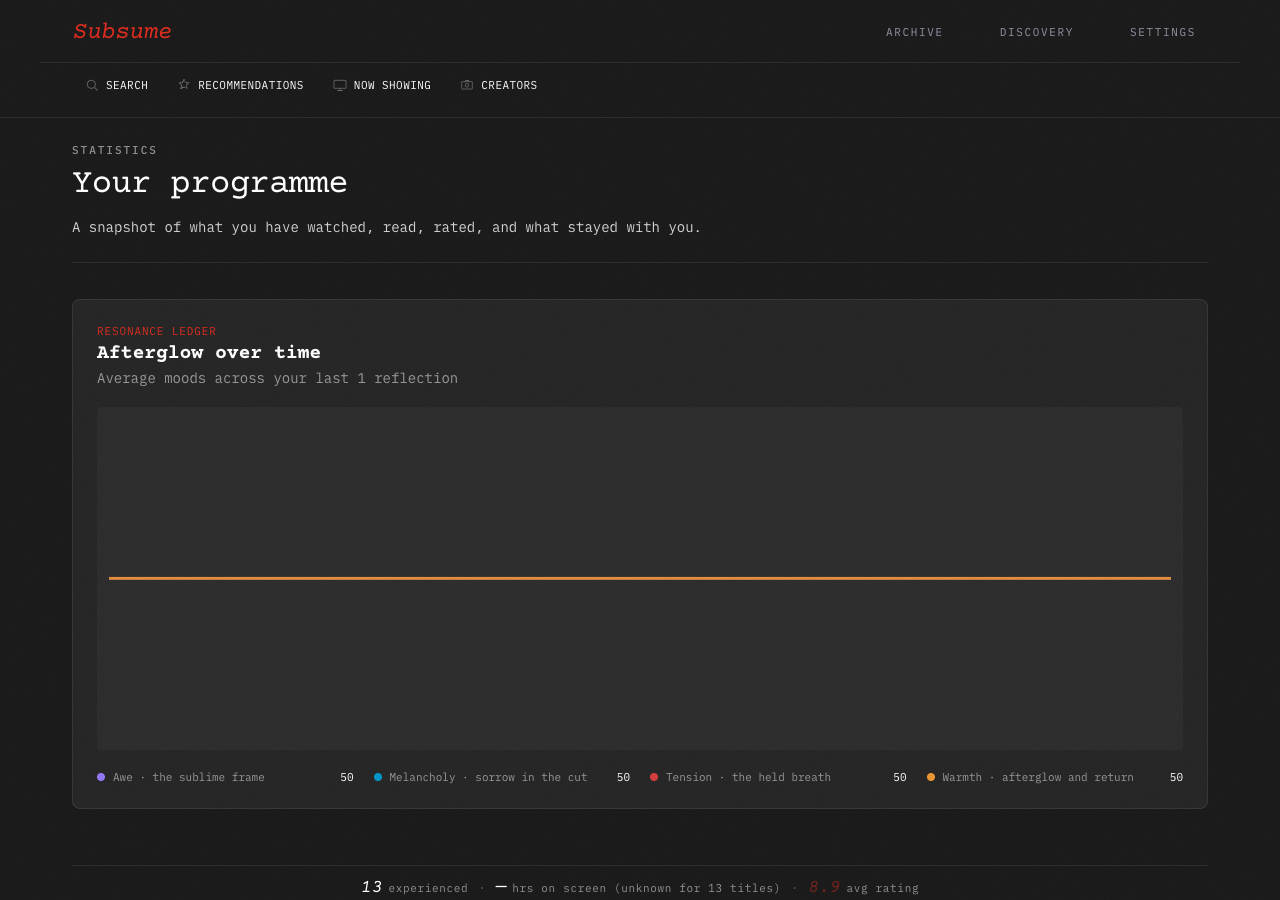 Subsume
ARCHIVE DISCOVERY SETTINGS
SEARCH RECOMMENDATIONS NOW SHOWING CREATORS
STATISTICS
Your programme
A snapshot of what you have watched, read, rated, and what stayed with you.
RESONANCE LEDGER
Afterglow over time
Average moods across your last 1 reflection
Awe · the sublime frame 50 Melancholy · sorrow in the cut 50 Tension · the held breath 50 Warmth · afterglow and return 50
13 experienced · — hrs on screen (unknown for 13 titles) · 8.9 avg rating